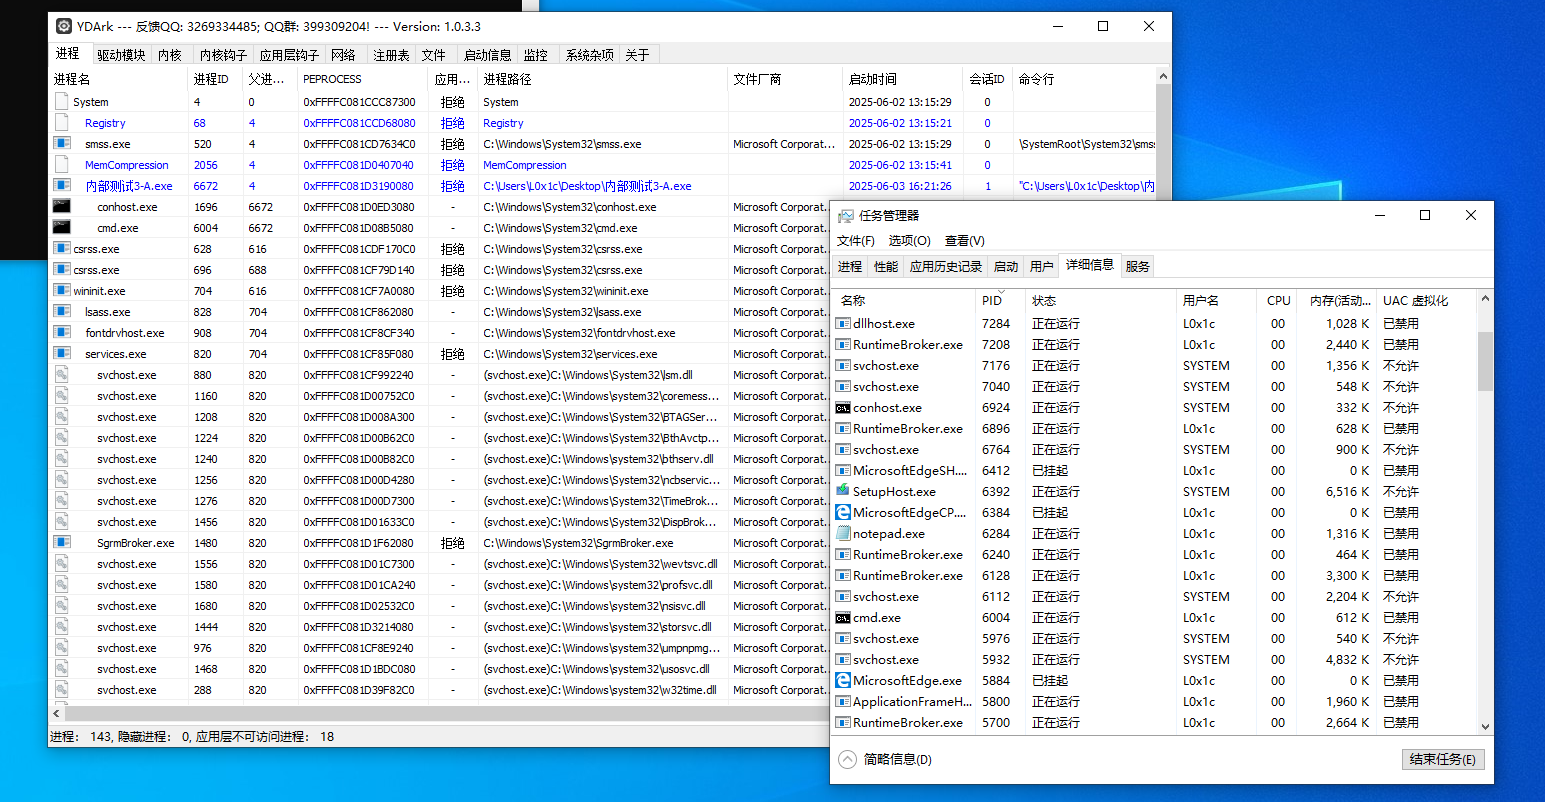 YDArk --- 反馈QQ: 3269334485; QQ群: 399309204! --- Version: 1.0.3.3
进程 驱动模块 内核 内核钩子 应用层钩子 网络 注册表 文件 启动信息 监控 系统杂项 关于
进程名 进程ID 父进... PEPROCESS 应用... 进程路径 文件厂商 启动时间 会话ID 命令行
System 4 0 0xFFFFC081CCC87300 拒绝 System 2025-06-02 13:15:29 0
Registry 68 4 0xFFFFC081CCD68080 拒绝 Registry 2025-06-02 13:15:21 0
smss.exe 520 4 0xFFFFC081CD7634C0 拒绝 C:\Windows\System32\smss.exe Microsoft Corporat... 2025-06-02 13:15:29 0 \SystemRoot\System32\smss
MemCompression 2056 4 0xFFFFC081D0407040 拒绝 MemCompression 2025-06-02 13:15:41 0
内部测试3-A.exe 6672 4 0xFFFFC081D3190080 拒绝 C:\Users\L0x1c\Desktop\内部测试3-A.exe 2025-06-03 16:21:26 1 "C:\Users\L0x1c\Desktop\内
conhost.exe 1696 6672 0xFFFFC081D0ED3080 - C:\Windows\System32\conhost.exe Microsoft Corporat..
cmd.exe 6004 6672 0xFFFFC081D08B5080 - C:\Windows\System32\cmd.exe Microsoft Corporat..
csrss.exe 628 616 0xFFFFC081CDF170C0 拒绝 C:\Windows\System32\csrss.exe Microsoft Corporat..
csrss.exe 696 688 0xFFFFC081CF79D140 拒绝 C:\Windows\System32\csrss.exe Microsoft Corporat..
wininit.exe 704 616 0xFFFFC081CF7A0080 拒绝 C:\Windows\System32\wininit.exe Microsoft Corporat..
lsass.exe 828 704 0xFFFFC081CF862080 - C:\Windows\System32\lsass.exe Microsoft Corporat..
fontdrvhost.exe 908 704 0xFFFFC081CF8CF340 - C:\Windows\System32\fontdrvhost.exe Microsoft Corporat..
services.exe 820 704 0xFFFFC081CF85F080 拒绝 C:\Windows\System32\services.exe Microsoft Corporat..
svchost.exe 880 820 0xFFFFC081CF992240 - (svchost.exe)C:\Windows\System32\lsm.dll Microsoft Corporat..
svchost.exe 1160 820 0xFFFFC081D00752C0 - (svchost.exe)C:\Windows\system32\coremess... Microsoft Corporat..
svchost.exe 1208 820 0xFFFFC081D008A300 - (svchost.exe)C:\Windows\System32\BTAGSer... Microsoft Corporat..
svchost.exe 1224 820 0xFFFFC081D00B62C0 - (svchost.exe)C:\Windows\System32\BthAvctp... Microsoft Corporat..
svchost.exe 1240 820 0xFFFFC081D00B82C0 - (svchost.exe)C:\Windows\system32\bthserv.dll Microsoft Corporat..
svchost.exe 1256 820 0xFFFFC081D00D4280 - (svchost.exe)C:\Windows\System32\ncbservic... Microsoft Corporat..
svchost.exe 1276 820 0xFFFFC081D00D7300 - (svchost.exe)C:\Windows\System32\TimeBrok... Microsoft Corporat..
svchost.exe 1456 820 0xFFFFC081D01633C0 - (svchost.exe)C:\Windows\System32\DispBrok... Microsoft Corporat..
SgrmBroker.exe 1480 820 0xFFFFC081D1F62080 拒绝 C:\Windows\System32\SgrmBroker.exe Microsoft Corporat..
svchost.exe 1556 820 0xFFFFC081D01C7300 - (svchost.exe)C:\Windows\System32\wevtsvc.dll Microsoft Corporat..
svchost.exe 1580 820 0xFFFFC081D01CA240 - (svchost.exe)C:\Windows\system32\profsvc.dll Microsoft Corporat..
svchost.exe 1680 820 0xFFFFC081D02532C0 - (svchost.exe)C:\Windows\system32\nsisvc.dll Microsoft Corporat..
svchost.exe 1444 820 0xFFFFC081D3214080 - (svchost.exe)C:\Windows\system32\storsvc.dll Microsoft Corporat..
svchost.exe 976 820 0xFFFFC081CF8E9240 - (svchost.exe)C:\Windows\system32\umpnpmg... Microsoft Corporat..
svchost.exe 1468 820 0xFFFFC081D1BDC080 - (svchost.exe)C:\Windows\system32\usosvc.dll Microsoft Corporat..
svchost.exe 288 820 0xFFFFC081D39F82C0 - (svchost.exe)C:\Windows\system32\w32time.dll Microsoft Corporat..
进程： 143, 隐藏进程： 0, 应用层不可访问进程： 18
任务管理器
文件(F) 选项(O) 查看(V)
进程 性能 应用历史记录 启动 用户 详细信息 服务
名称 PID 状态 用户名 CPU 内存(活动... UAC 虚拟化
dllhost.exe 7284 正在运行 L0x1c 00 1,028 K 已禁用
RuntimeBroker.exe 7208 正在运行 L0x1c 00 2,440 K 已禁用
svchost.exe 7176 正在运行 SYSTEM 00 1,356 K 不允许
svchost.exe 7040 正在运行 SYSTEM 00 548 K 不允许
conhost.exe 6924 正在运行 SYSTEM 00 332 K 不允许
RuntimeBroker.exe 6896 正在运行 L0x1c 00 628 K 已禁用
svchost.exe 6764 正在运行 SYSTEM 00 900 K 不允许
MicrosoftEdgeSH.... 6412 已挂起 L0x1c 00 0 K 已禁用
SetupHost.exe 6392 正在运行 SYSTEM 00 6,516 K 不允许
MicrosoftEdgeCP.... 6384 已挂起 L0x1c 00 0 K 已禁用
notepad.exe 6284 正在运行 L0x1c 00 1,316 K 已禁用
RuntimeBroker.exe 6240 正在运行 L0x1c 00 464 K 已禁用
RuntimeBroker.exe 6128 正在运行 L0x1c 00 3,300 K 已禁用
svchost.exe 6112 正在运行 SYSTEM 00 2,204 K 不允许
cmd.exe 6004 正在运行 L0x1c 00 612 K 已禁用
svchost.exe 5976 正在运行 SYSTEM 00 540 K 不允许
svchost.exe 5932 正在运行 SYSTEM 00 4,832 K 不允许
MicrosoftEdge.exe 5884 已挂起 L0x1c 00 0 K 已禁用
ApplicationFrameH... 5800 正在运行 L0x1c 00 1,960 K 已禁用
RuntimeBroker.exe 5700 正在运行 L0x1c 00 2,664 K 已禁用
简略信息(D) 结束任务(E)